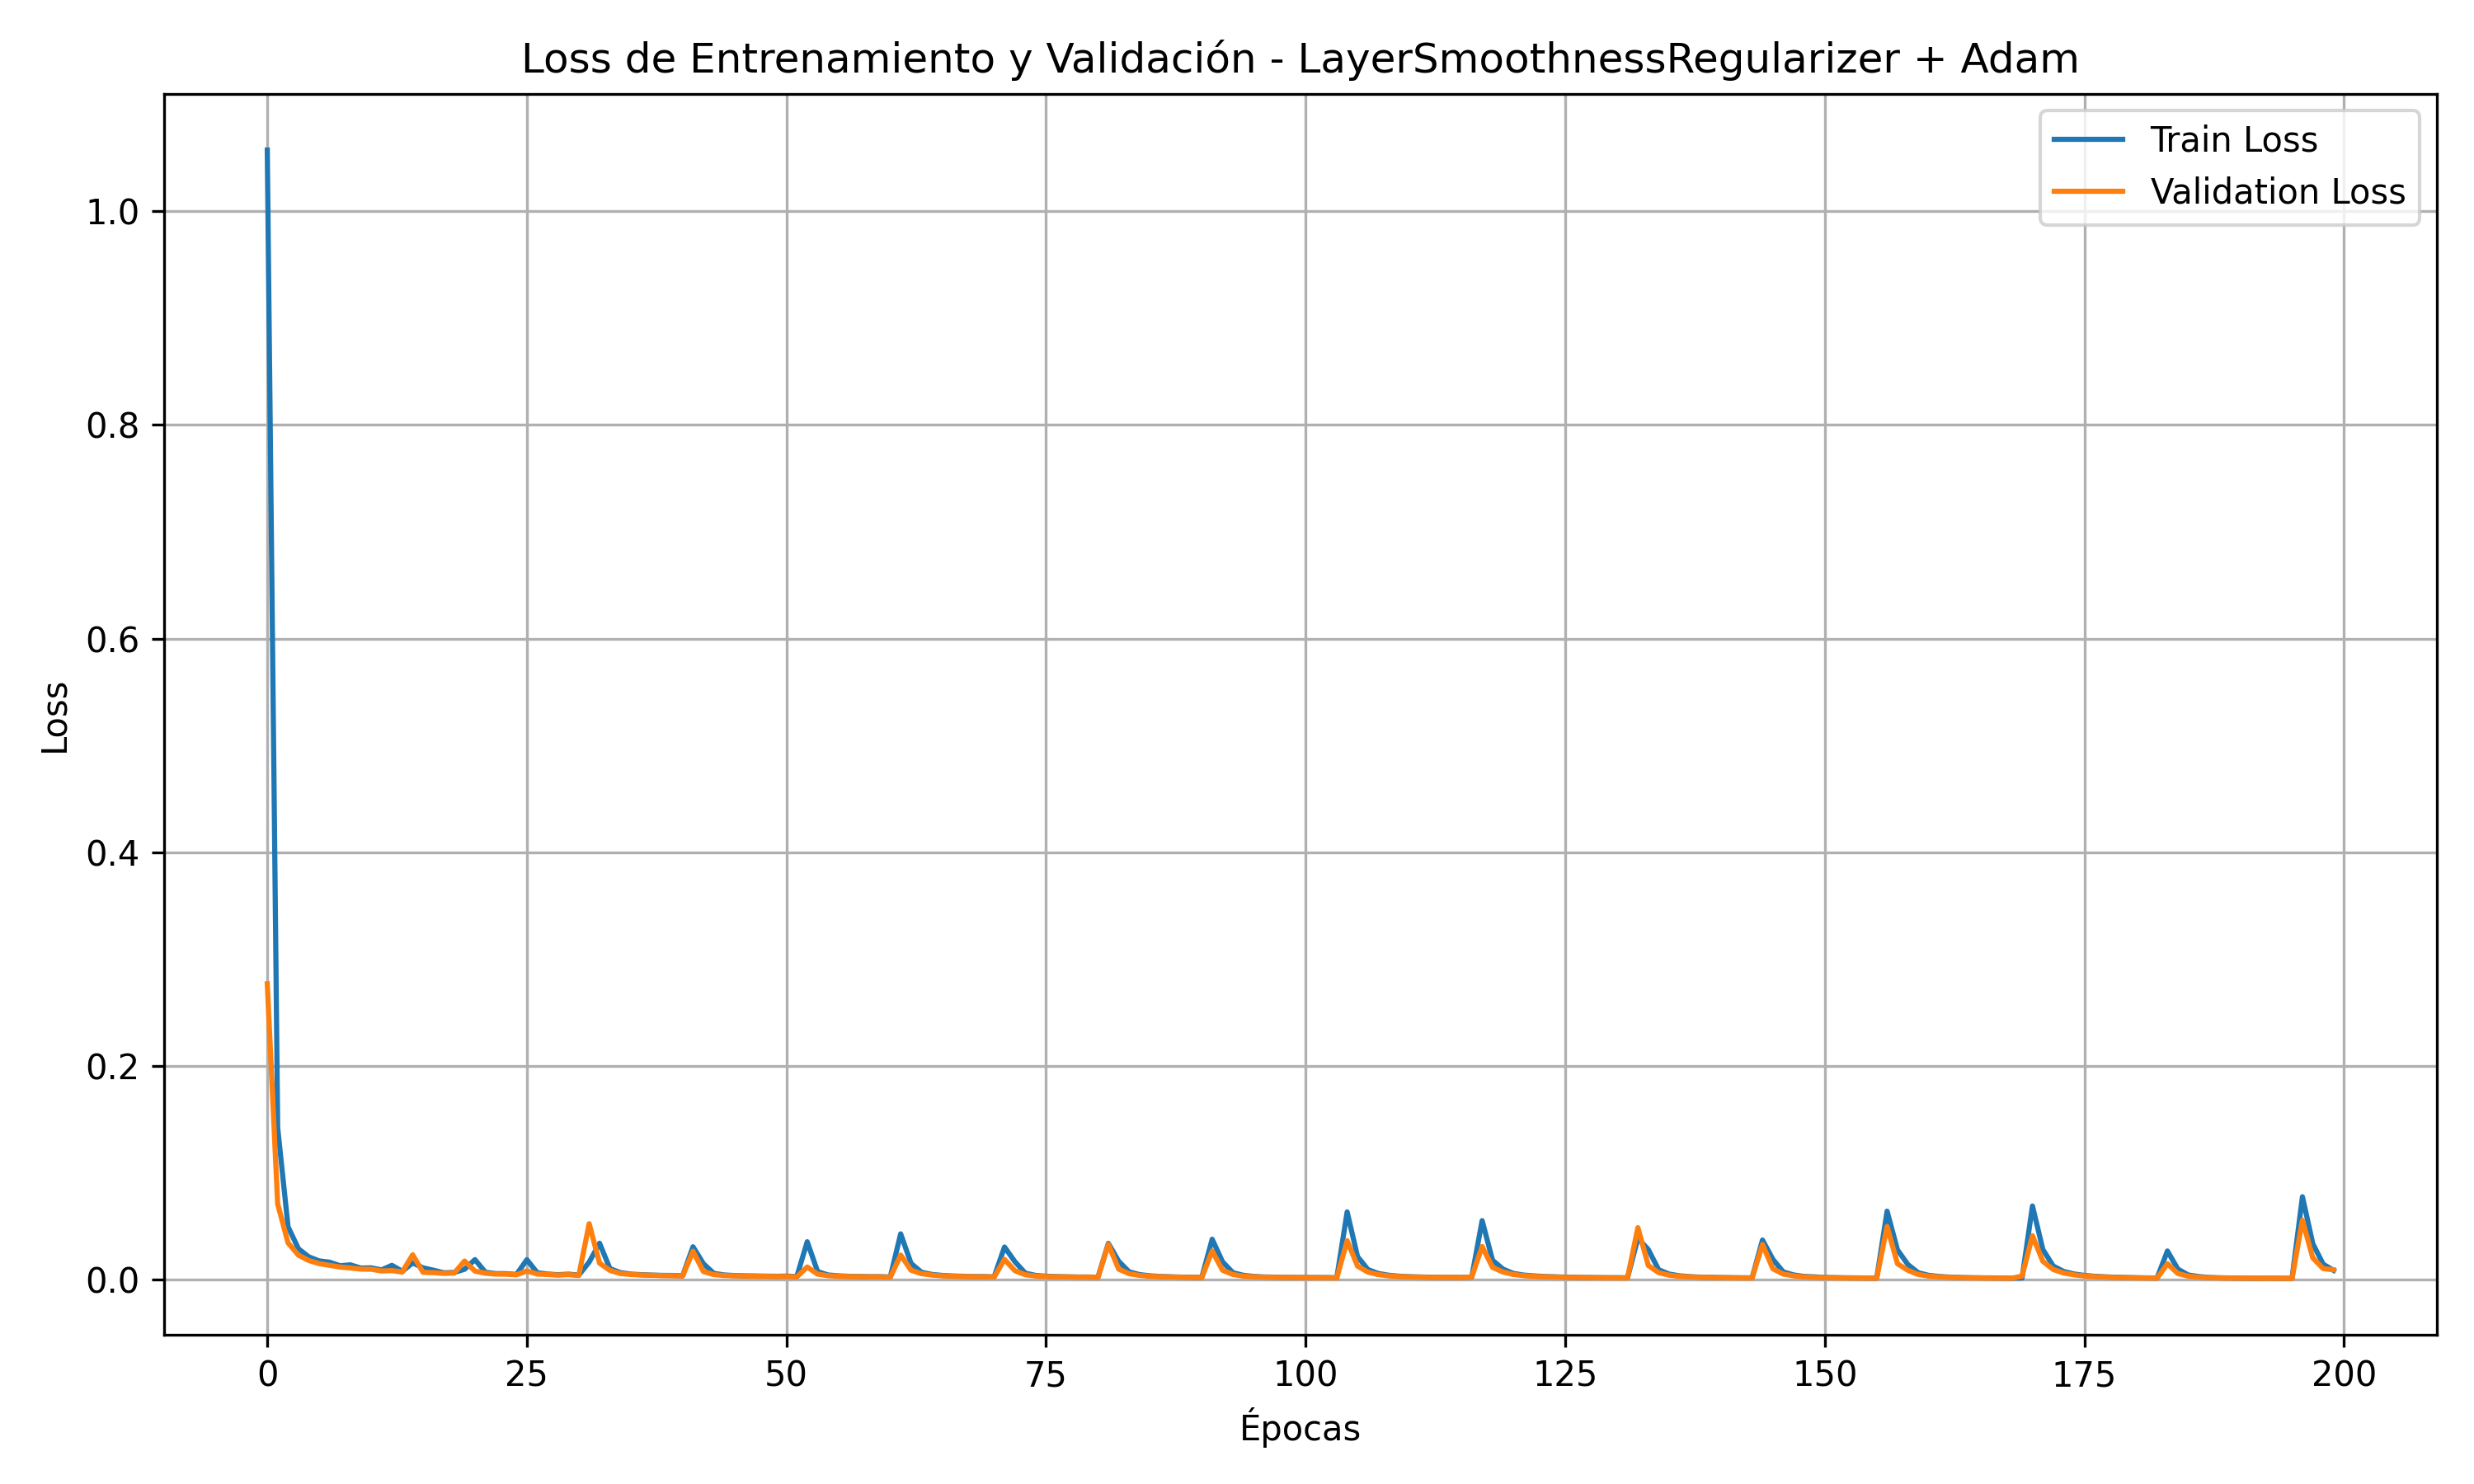 Loss de Entrenamiento y Validación - LayerSmoothnessRegularizer + Adam
Train Loss
Validation Loss
1.0
0.8
0.6
0.4
0.2
0.0
Loss
0 25 50 75 100 125 150 175 200
Épocas